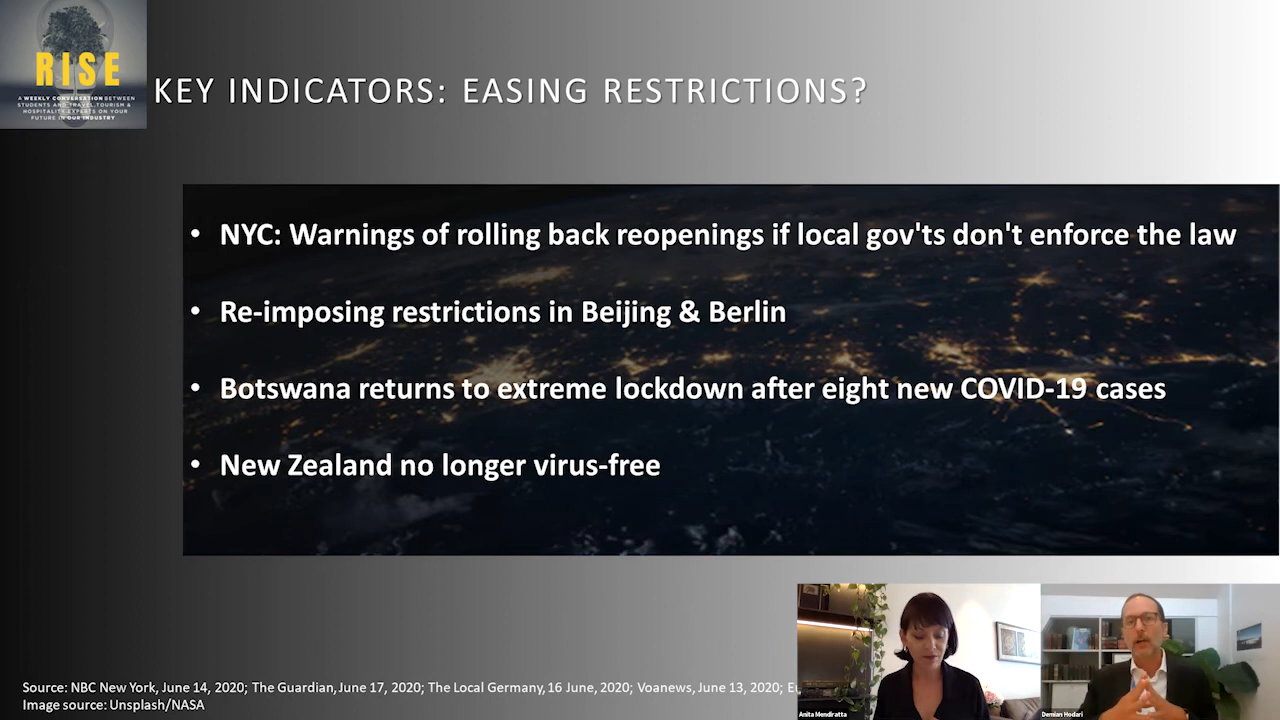 RISE
A WEEKLY CONVERSATION BETWEEN
STUDENTS AND TRAVEL, TOURISM &
HOSPITALITY EXPERTS ON YOUR
FUTURE IN OUR INDUSTRY
KEY INDICATORS: EASING RESTRICTIONS?
• NYC: Warnings of rolling back reopenings if local gov'ts don't enforce the law
• Re-imposing restrictions in Beijing & Berlin
• Botswana returns to extreme lockdown after eight new COVID-19 cases
• New Zealand no longer virus-free
Source: NBC New York, June 14, 2020; The Guardian, June 17, 2020; The Local Germany, 16 June, 2020; Voanews, June 13, 2020;
Image source: Unsplash/NASA
Anita Mendiratta
Demian Hodari